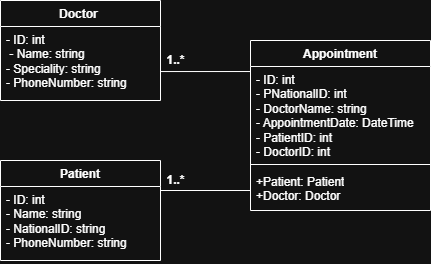 Doctor
- ID: int
- Name: string
- Speciality: string
- PhoneNumber: string
1..*
Appointment
- ID: int
- PNationalID: int
- DoctorName: string
- AppointmentDate: DateTime
- PatientID: int
- DoctorID: int
+Patient: Patient
+Doctor: Doctor
Patient
- ID: int
- Name: string
- NationalID: string
- PhoneNumber: string
1..*